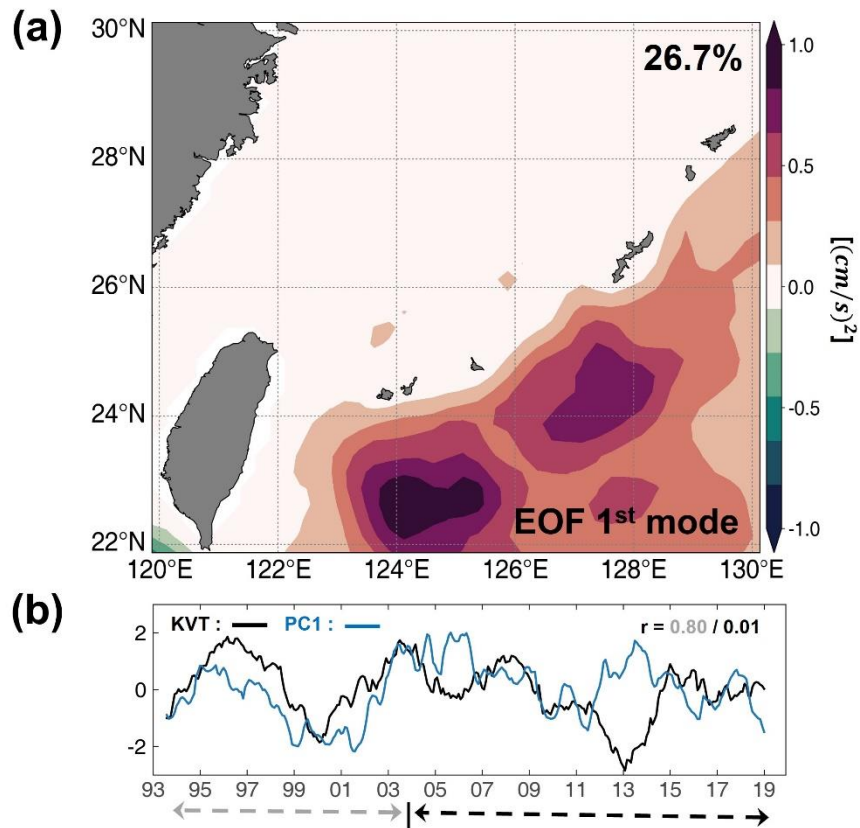 (a)
30°N
28°N
26°N
24°N
22°N
26.7%
EOF 1st mode
120°E 122°E 124°E 126°E 128°E 130°E
1.0
0.5
0.0
-0.5
-1.0
[(cm/s)²]
(b)
KVT : PC1 : r = 0.80 / 0.01
2
0
-2
93 95 97 99 01 03 05 07 09 11 13 15 17 19